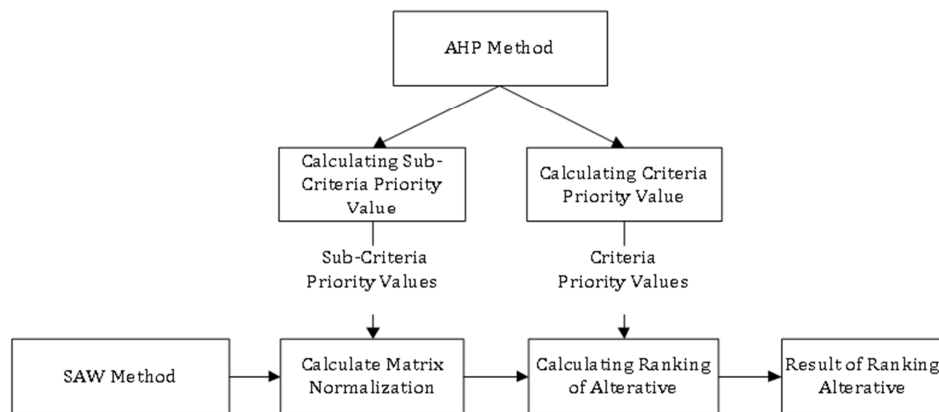 AHP Method
Calculating Sub-
Criteria Priority
Value
Calculating Criteria
Priority Value
Sub-Criteria
Priority Values
Criteria
Priority Values
SAW Method
Calculate Matrix
Normalization
Calculating Ranking
of Alterative
Result of Ranking
Alterative